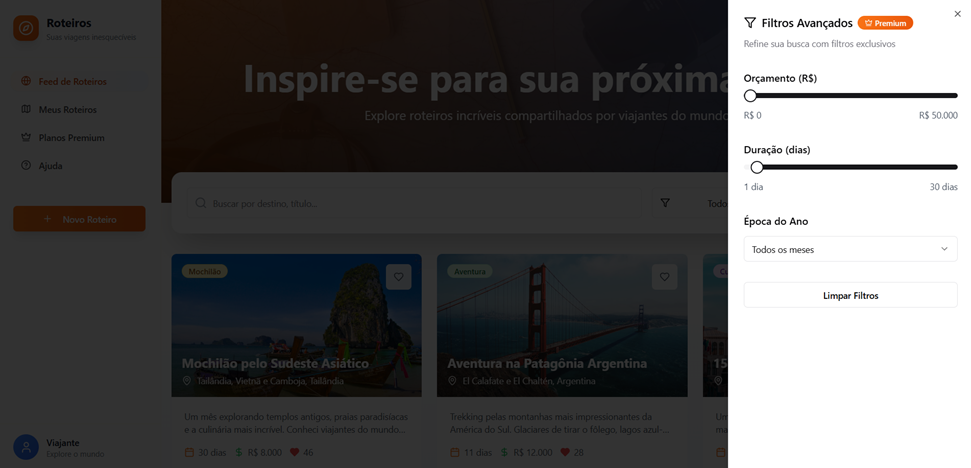 Roteiros
Suas viagens inesquecíveis
Feed de Roteiros
Meus Roteiros
Planos Premium
Ajuda
+ Novo Roteiro
Viajante
Explore o mundo
Inspire-se para sua próxima
Explore roteiros incríveis compartilhados por viajantes do mundo
Buscar por destino, título...
Todo
Mochilão
Mochilão pelo Sudeste Asiático
Tailândia, Vietnã e Camboja, Tailândia
Um mês explorando templos antigos, praias paradisíacas
e a culinária mais incrível. Conheci viajantes do mundo...
30 dias $ R$ 8.000 46
Aventura
Aventura na Patagônia Argentina
El Calafate e El Chaltén, Argentina
Trekking pelas montanhas mais impressionantes da
América do Sul. Glaciares de tirar o fôlego, lagos azul-...
11 dias $ R$ 12.000 28
Cu
15
Um
ma
Filtros Avançados Premium
Refine sua busca com filtros exclusivos
Orçamento (R$)
R$ 0 R$ 50.000
Duração (dias)
1 dia 30 dias
Época do Ano
Todos os meses
Limpar Filtros